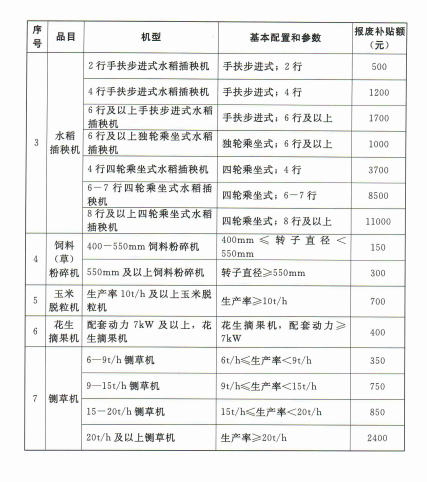 序号 品目 机型 基本配置和参数 报废补贴额（元）
3 水稻插秧机 2行手扶步进式水稻插秧机 手扶步进式；2行 500
4行手扶步进式水稻插秧机 手扶步进式；4行 1200
6行及以上手扶步进式水稻插秧机 手扶步进式；6行及以上 1700
6行及以上独轮乘坐式水稻插秧机 独轮乘坐式；6行及以上 1000
4行四轮乘坐式水稻插秧机 四轮乘坐式；4行 3700
6－7行四轮乘坐式水稻插秧机 四轮乘坐式；6－7行 8500
8行及以上四轮乘坐式水稻插秧机 四轮乘坐式；8行及以上 11000
4 饲料（草）粉碎机 400－550mm饲料粉碎机 400mm≤转子直径＜550mm 150
550mm及以上饲料粉碎机 转子直径≥550mm 300
5 玉米脱粒机 生产率10t/h及以上玉米脱粒机 生产率≥10t/h 700
6 花生摘果机 配套动力7kW及以上，花生摘果机 花生摘果机，配套动力≥7kW 400
7 铡草机 6—9t/h铡草机 6t/h≤生产率＜9t/h 350
9—15t/h铡草机 9t/h≤生产率＜15t/h 750
15－20t/h铡草机 15t/h≤生产率＜20t/h 850
20t/h及以上铡草机 生产率≥20t/h 2400